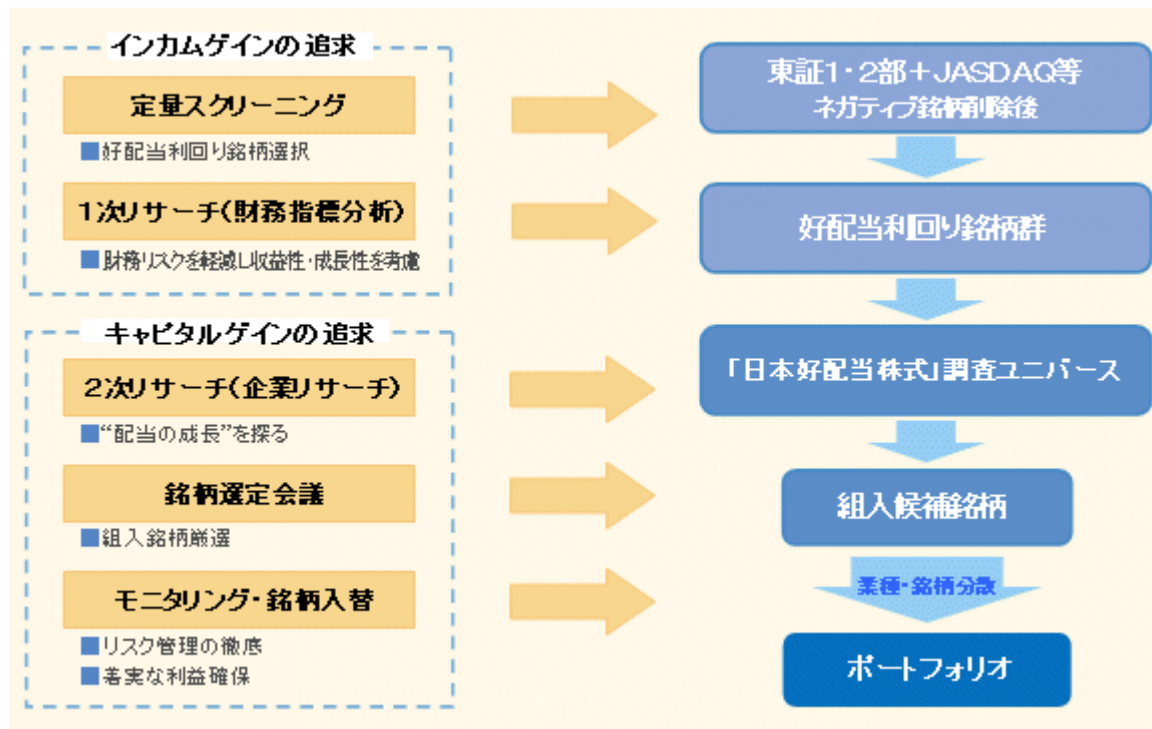 インカムゲインの追求
定量スクリーニング
■好配当利回り銘柄選択
1次リサーチ(財務指標分析)
■財務リスクを軽減し収益性・成長性を考慮
キャピタルゲインの追求
2次リサーチ(企業リサーチ)
■“配当の成長”を探る
銘柄選定会議
■組入銘柄厳選
モニタリング・銘柄入替
■リスク管理の徹底
■着実な利益確保
東証1・2部+JASDAQ等
ネガティブ銘柄削除後
好配当利回り銘柄群
「日本好配当株式」調査ユニバース
組入候補銘柄
業種・銘柄分散
ポートフォリオ